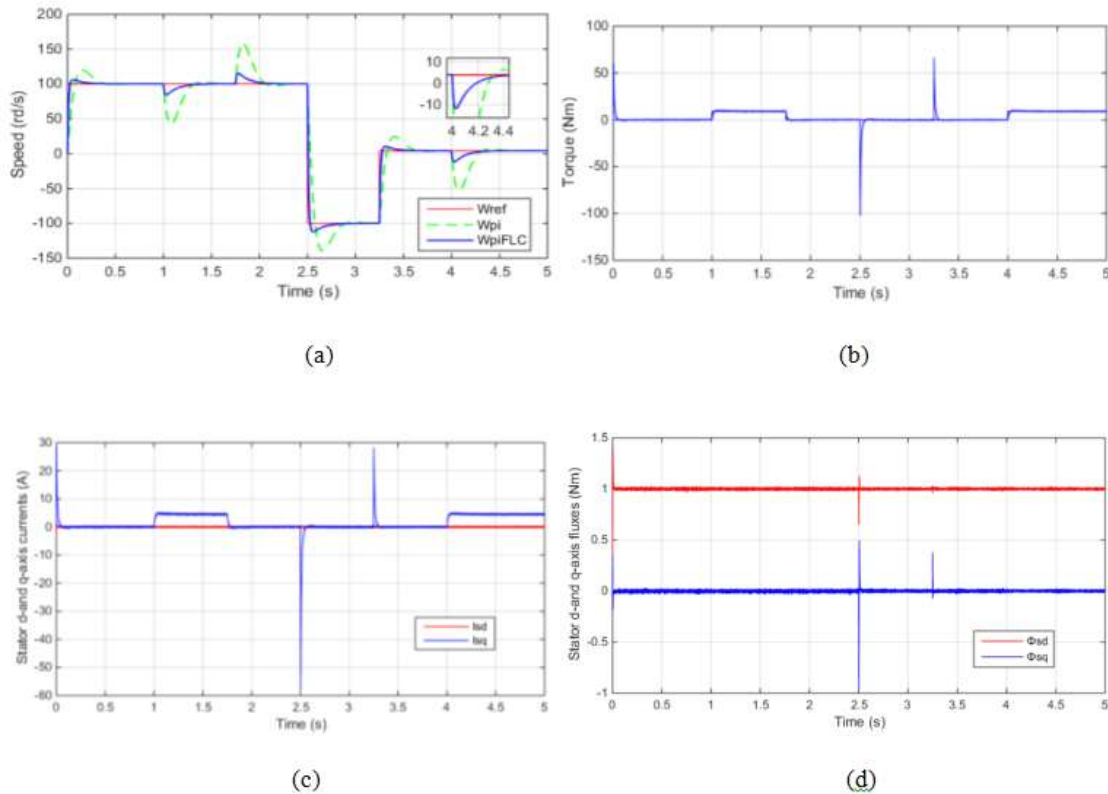 200
150
100
50
0
-50
-100
-150
Speed (rd/s)
0 0.5 1 1.5 2 2.5 3 3.5 4 4.5 5
Time (s)
10
0
-10
4 4.2 4.4
Wref
Wpi
WpiFLC
(a)
100
50
0
-50
-100
-150
Torque (Nm)
0 0.5 1 1.5 2 2.5 3 3.5 4 4.5 5
Time (s)
(b)
30
20
10
0
-10
-20
-30
-40
-50
-60
Stator d-and q-axis currents (A)
0 0.5 1 1.5 2 2.5 3 3.5 4 4.5 5
Time (s)
Isd
Isq
(c)
1.5
1
0.5
0
-0.5
-1
Stator d-and q-axis fluxes (Nm)
0 0.5 1 1.5 2 2.5 3 3.5 4 4.5 5
Time (s)
Φsd
Φsq
(d)